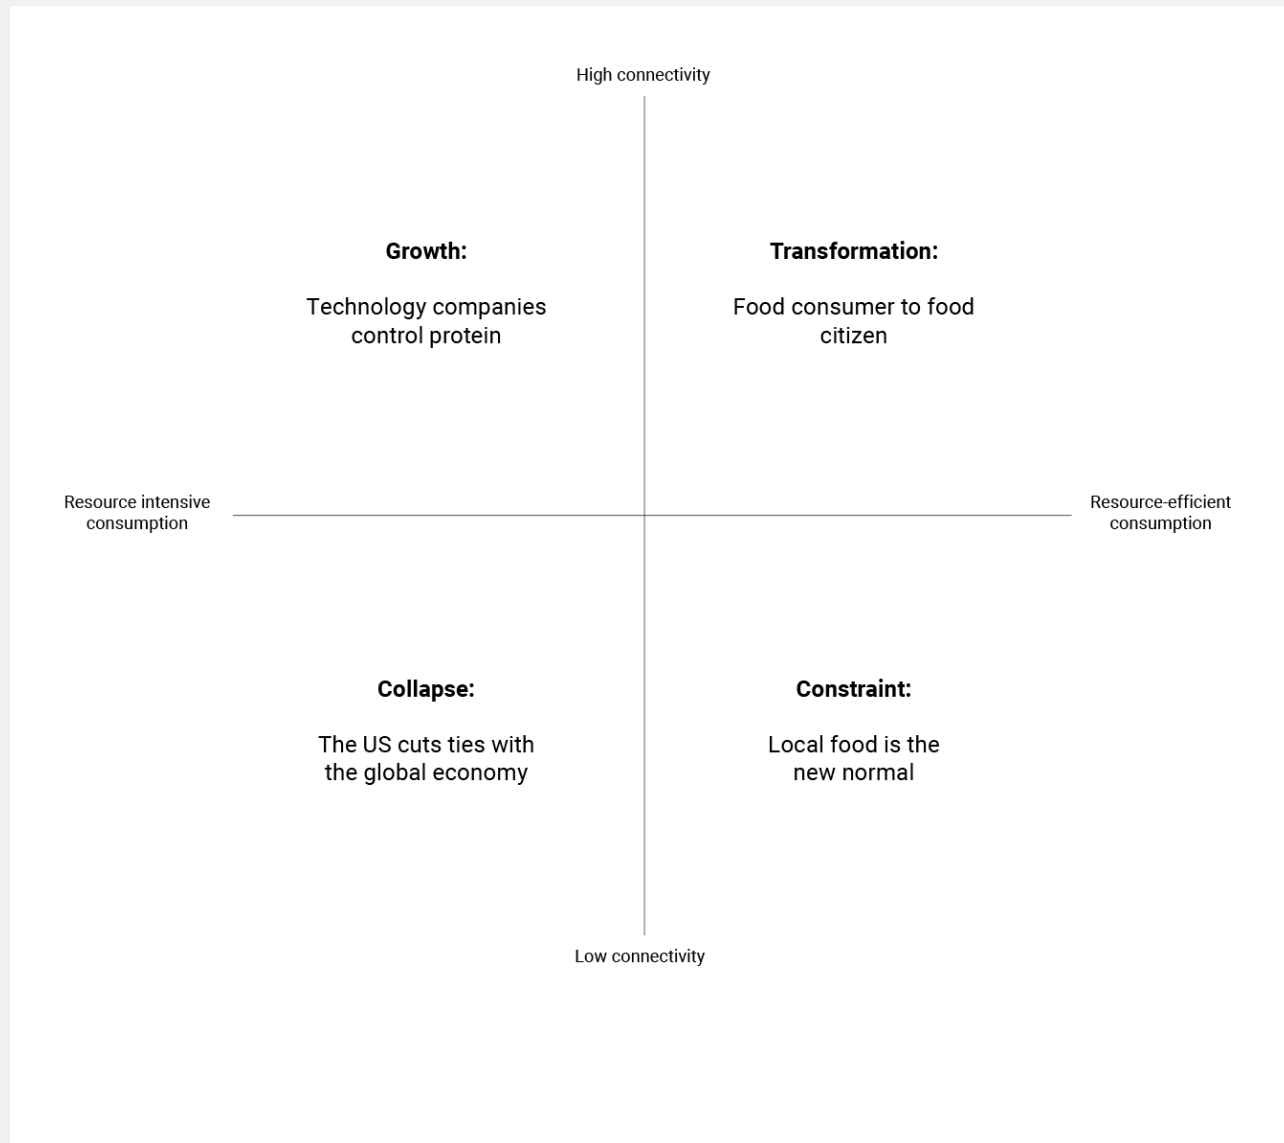 High connectivity
Growth:
Technology companies
control protein
Transformation:
Food consumer to food
citizen
Resource intensive
consumption
Resource-efficient
consumption
Collapse:
The US cuts ties with
the global economy
Constraint:
Local food is the
new normal
Low connectivity